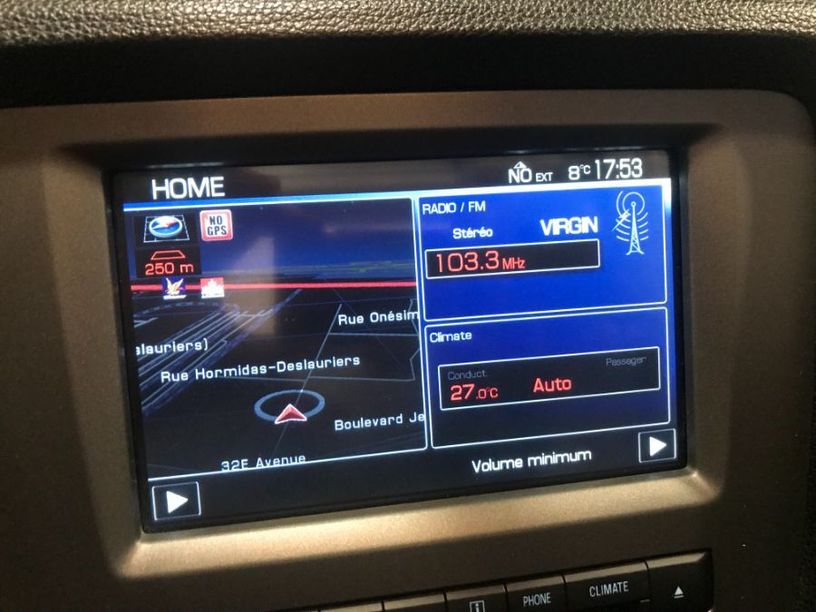 HOME
NO EXT 8°C 17:53
NO
GPS
250 m
RADIO / FM
Stéréo VIRGIN
103.3 MHz
Rue Onésim
slauriers)
Rue Hormidas-Deslauriers
Boulevard Je
32E Avenue
Climate
Conduct. Passager
27.0°C Auto
Volume minimum
i PHONE CLIMATE